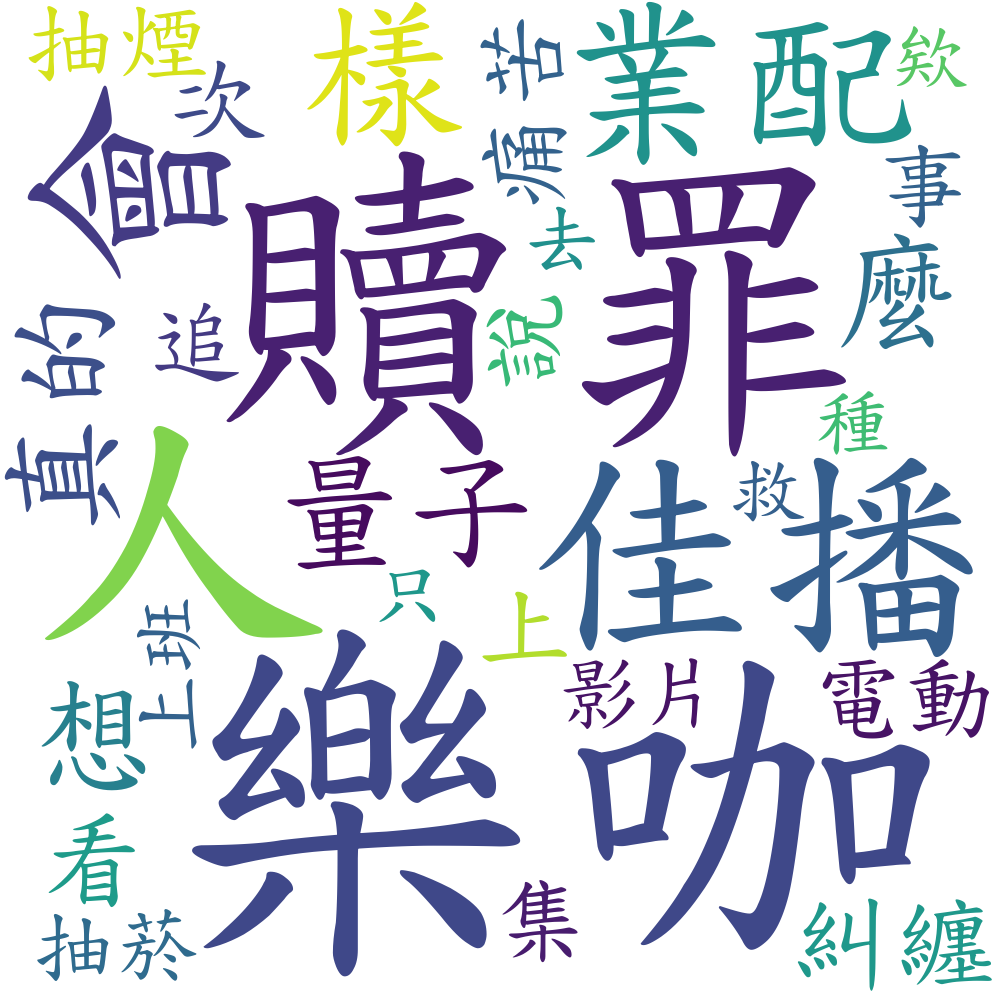 抽煙
次
樣
痛苦
業配
欸
會
事
贖罪
去
麼
真的
追
說
種
人
量子
佳播
救
只
上
上班
想
樂咖
影片
電動
看
抽菸
集
糾纏